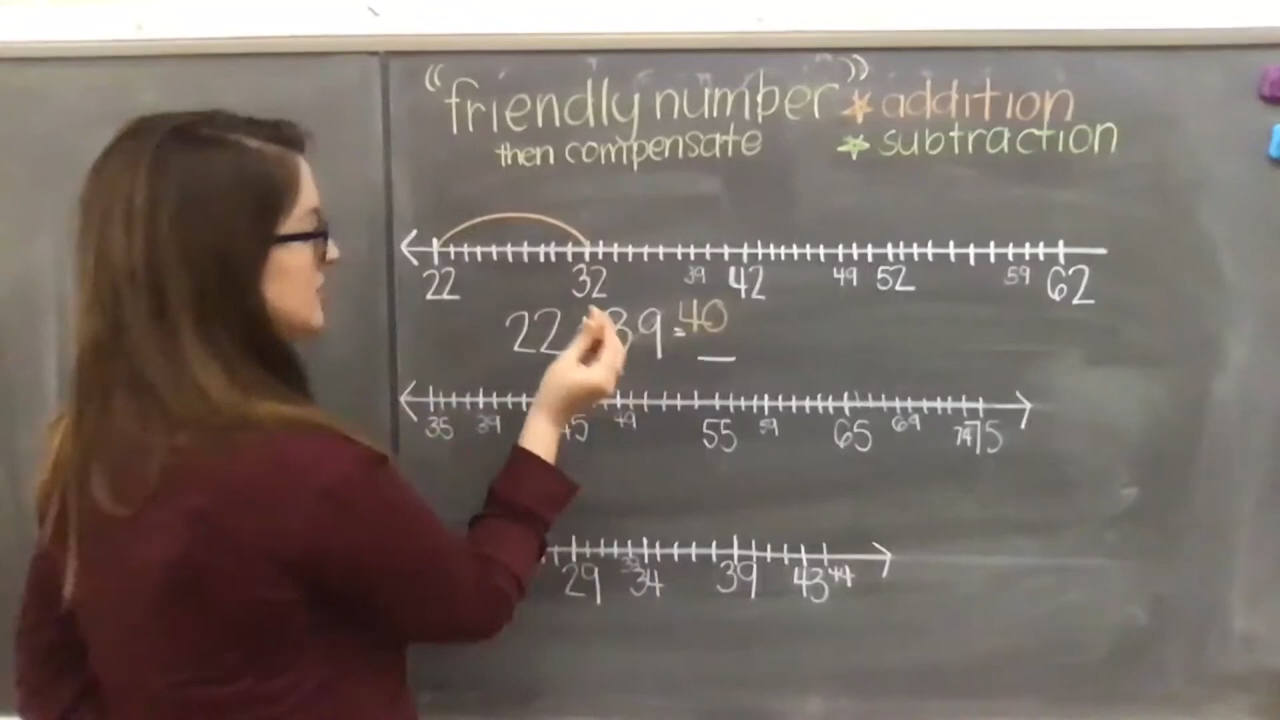 “friendly number” * addition
then compensate * subtraction
22 32 39 42 49 52 59 62
22 39 = 40 _
35 39 45 49 55 59 65 69 74 75
29 33 34 39 43 44